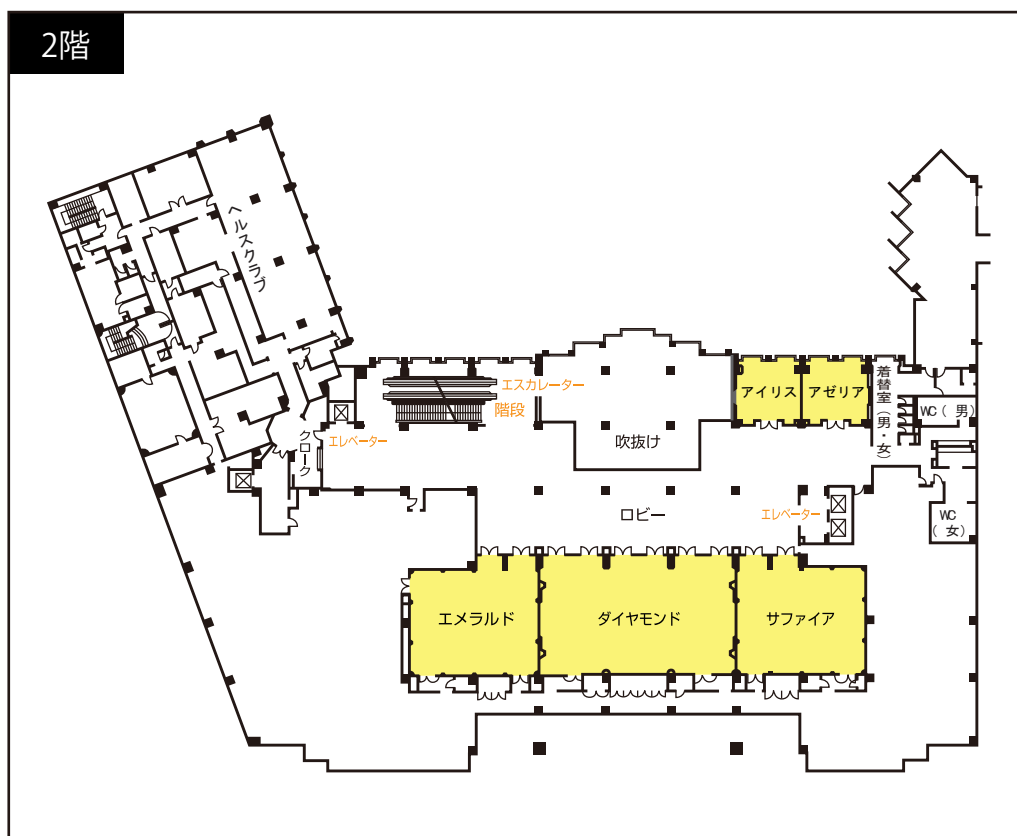 2階
ヘルスクラブ
エスカレーター
階段
エレベーター
クローク
吹抜け
アイリス
アゼリア
着替室(男・女)
WC(男)
WC
(女)
ロビー
エレベーター
エメラルド
ダイヤモンド
サファイア